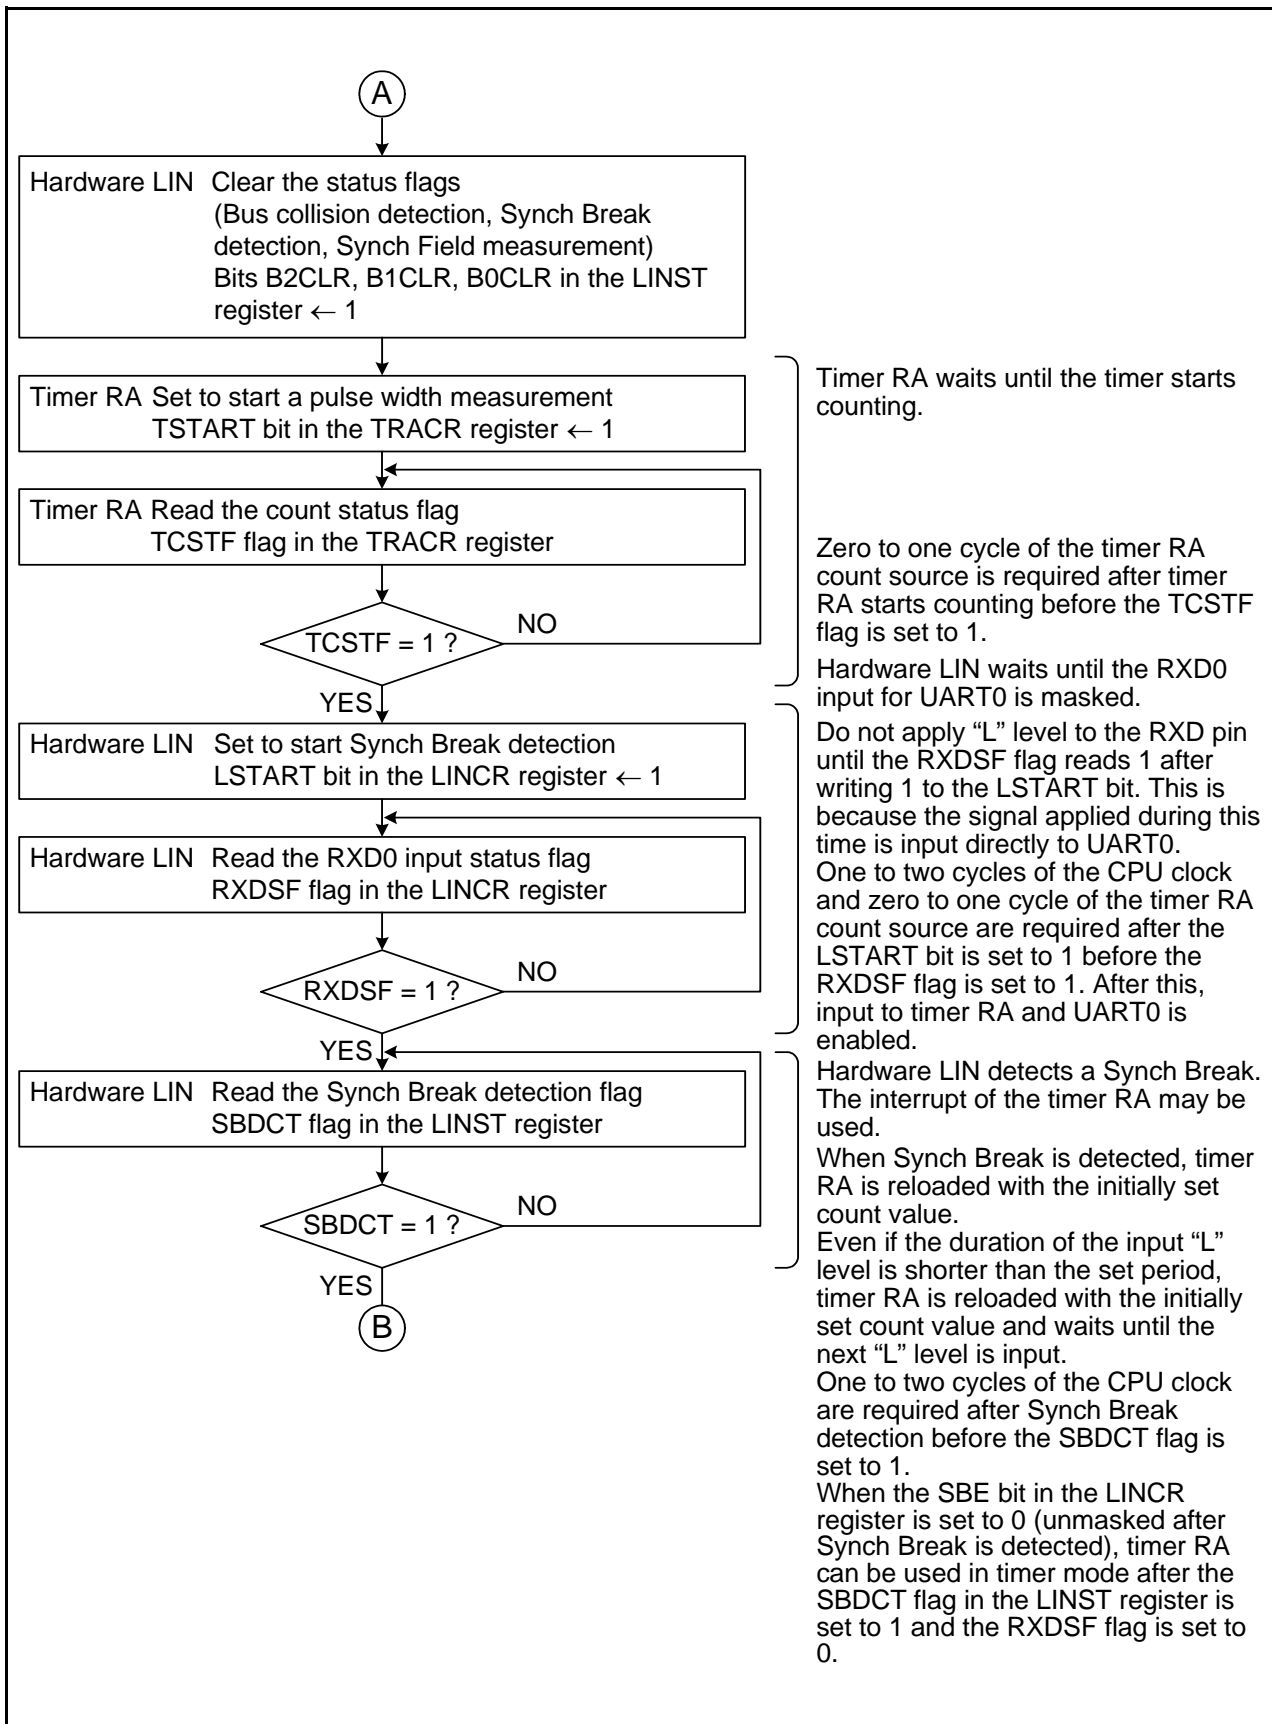 A
Hardware LIN Clear the status flags
(Bus collision detection, Synch Break
detection, Synch Field measurement)
Bits B2CLR, B1CLR, B0CLR in the LINST
register ← 1
Timer RA Set to start a pulse width measurement
TSTART bit in the TRACR register ← 1
Timer RA Read the count status flag
TCSTF flag in the TRACR register
TCSTF = 1 ?
NO
YES
Hardware LIN Set to start Synch Break detection
LSTART bit in the LINCR register ← 1
Hardware LIN Read the RXD0 input status flag
RXDSF flag in the LINCR register
RXDSF = 1 ?
NO
YES
Hardware LIN Read the Synch Break detection flag
SBDCT flag in the LINST register
SBDCT = 1 ?
NO
YES
B
Timer RA waits until the timer starts
counting.
Zero to one cycle of the timer RA
count source is required after timer
RA starts counting before the TCSTF
flag is set to 1.
Hardware LIN waits until the RXD0
input for UART0 is masked.
Do not apply “L” level to the RXD pin
until the RXDSF flag reads 1 after
writing 1 to the LSTART bit. This is
because the signal applied during this
time is input directly to UART0.
One to two cycles of the CPU clock
and zero to one cycle of the timer RA
count source are required after the
LSTART bit is set to 1 before the
RXDSF flag is set to 1. After this,
input to timer RA and UART0 is
enabled.
Hardware LIN detects a Synch Break.
The interrupt of the timer RA may be
used.
When Synch Break is detected, timer
RA is reloaded with the initially set
count value.
Even if the duration of the input “L”
level is shorter than the set period,
timer RA is reloaded with the initially
set count value and waits until the
next “L” level is input.
One to two cycles of the CPU clock
are required after Synch Break
detection before the SBDCT flag is
set to 1.
When the SBE bit in the LINCR
register is set to 0 (unmasked after
Synch Break is detected), timer RA
can be used in timer mode after the
SBDCT flag in the LINST register is
set to 1 and the RXDSF flag is set to
0.